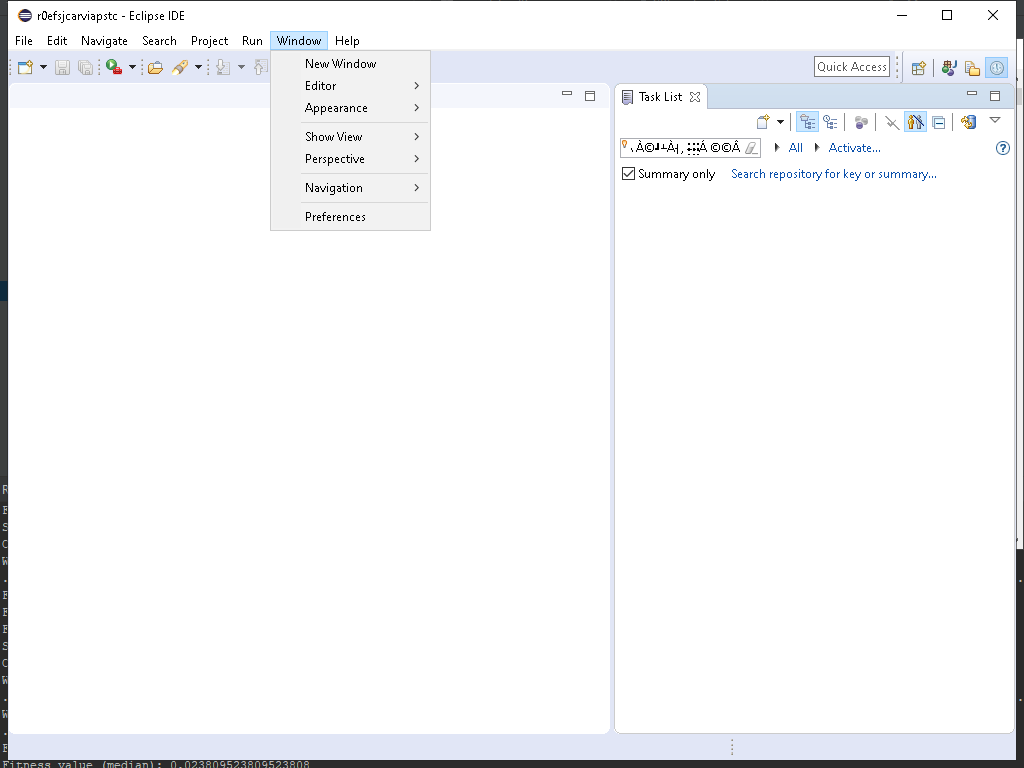 r0efsjcarviapstc - Eclipse IDE
File Edit Navigate Search Project Run Window Help
New Window
Editor
Appearance
Show View
Perspective
Navigation
Preferences
Quick Access
Task List
All Activate...
Summary only Search repository for key or summary...
Fitness value (median): 0.023809523809523808